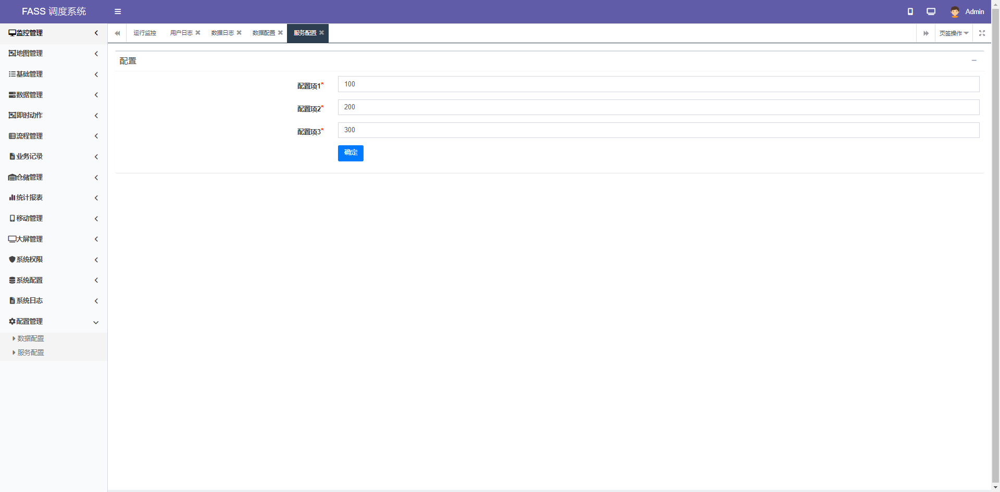 FASS 调度系统
Admin
监控管理
地图管理
基础管理
数据管理
即时动作
流程管理
业务记录
仓储管理
统计报表
移动管理
大屏管理
系统权限
系统配置
系统日志
配置管理
数据配置
服务配置
运行监控 用户日志 数据日志 数据配置 服务配置 页签操作
配置
配置项1* 100
配置项2* 200
配置项3* 300
确定